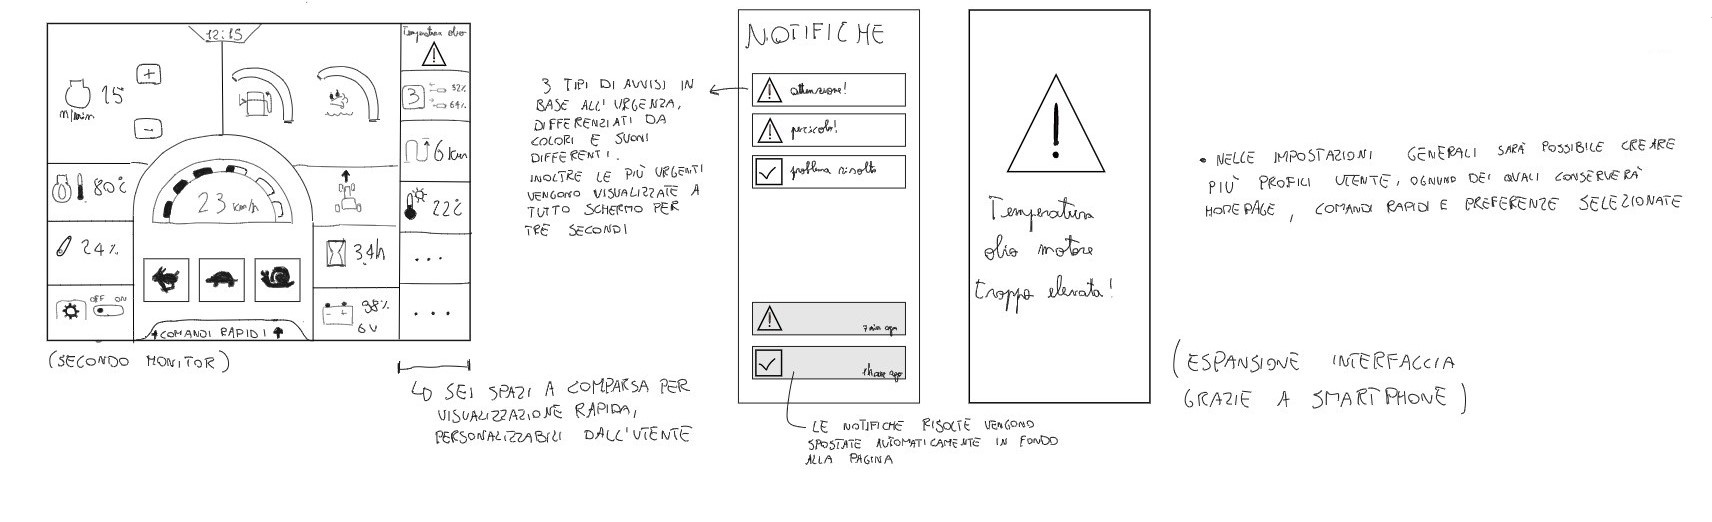 12:15
15
n/min
+
-
80°C
24%
OFF ON
23 km/h
COMANDI RAPIDI
3,4h
98%
6V
Temperatura olio
3
52%
64%
6 km
22°C
...
...
(SECONDO MONITOR)
SEI SPAZI A COMPARSA PER
VISUALIZZAZIONE RAPIDA,
PERSONALIZZABILI DALL'UTENTE
3 TIPI DI AVVISI IN
BASE ALL'URGENZA,
DIFFERENZIATI DA
COLORI E SUONI
DIFFERENTI.
INOLTRE LE PIÙ URGENTI
VENGONO VISUALIZZATE A
TUTTO SCHERMO PER
TRE SECONDI
NOTIFICHE
attenzione!
pericolo!
problema risolto
7 min ago
1 hour ago
LE NOTIFICHE RISOLTE VENGONO
SPOSTATE AUTOMATICAMENTE IN FONDO
ALLA PAGINA
Temperatura
olio motore
troppo elevata!
• NELLE IMPOSTAZIONI GENERALI SARÀ POSSIBILE CREARE
PIÙ PROFILI UTENTE, OGNUNO DEI QUALI CONSERVERÀ
HOMEPAGE, COMANDI RAPIDI E PREFERENZE SELEZIONATE
(ESPANSIONE INTERFACCIA
GRAZIE A SMARTPHONE)